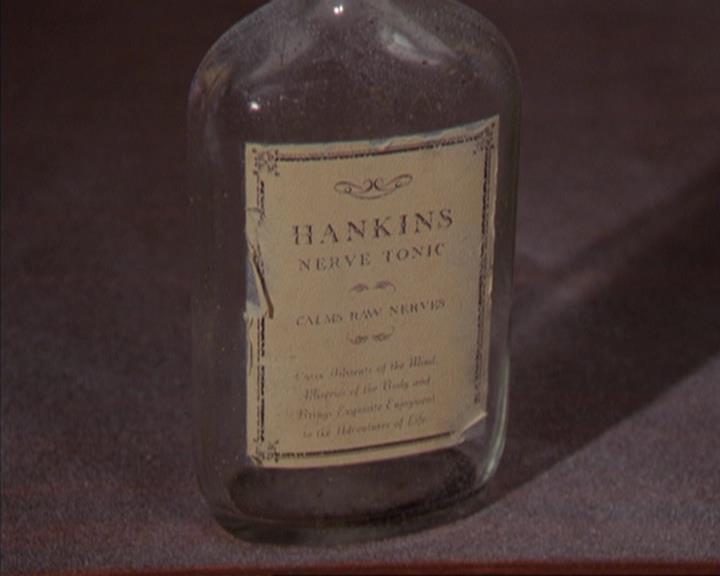 HANKINS
NERVE TONIC
CALMS RAW NERVES
Cures Ailments of the Mind,
Miseries of the Body and
Brings Exquisite Enjoyment
to the Adventures of Life.